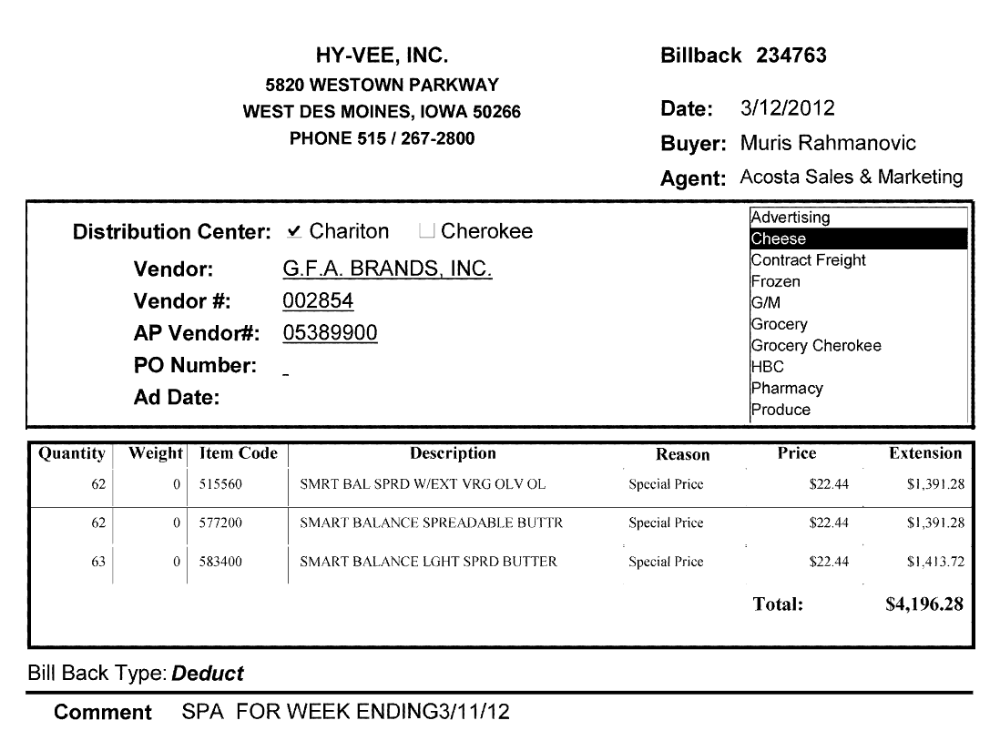 HY-VEE, INC.
5820 WESTOWN PARKWAY
WEST DES MOINES, IOWA 50266
PHONE 515 / 267-2800
Billback 234763
Date: 3/12/2012
Buyer: Muris Rahmanovic
Agent: Acosta Sales & Marketing
Distribution Center: ✔ Chariton Cherokee
Vendor: G.F.A. BRANDS, INC.
Vendor #: 002854
AP Vendor#: 05389900
PO Number: -
Ad Date:
Advertising
Cheese
Contract Freight
Frozen
G/M
Grocery
Grocery Cherokee
HBC
Pharmacy
Produce
Quantity Weight Item Code Description Reason Price Extension
62 0 515560 SMRT BAL SPRD W/EXT VRG OLV OL Special Price $22.44 $1,391.28
62 0 577200 SMART BALANCE SPREADABLE BUTTR Special Price $22.44 $1,391.28
63 0 583400 SMART BALANCE LGHT SPRD BUTTER Special Price $22.44 $1,413.72
Total: $4,196.28
Bill Back Type: Deduct
Comment SPA FOR WEEK ENDING3/11/12